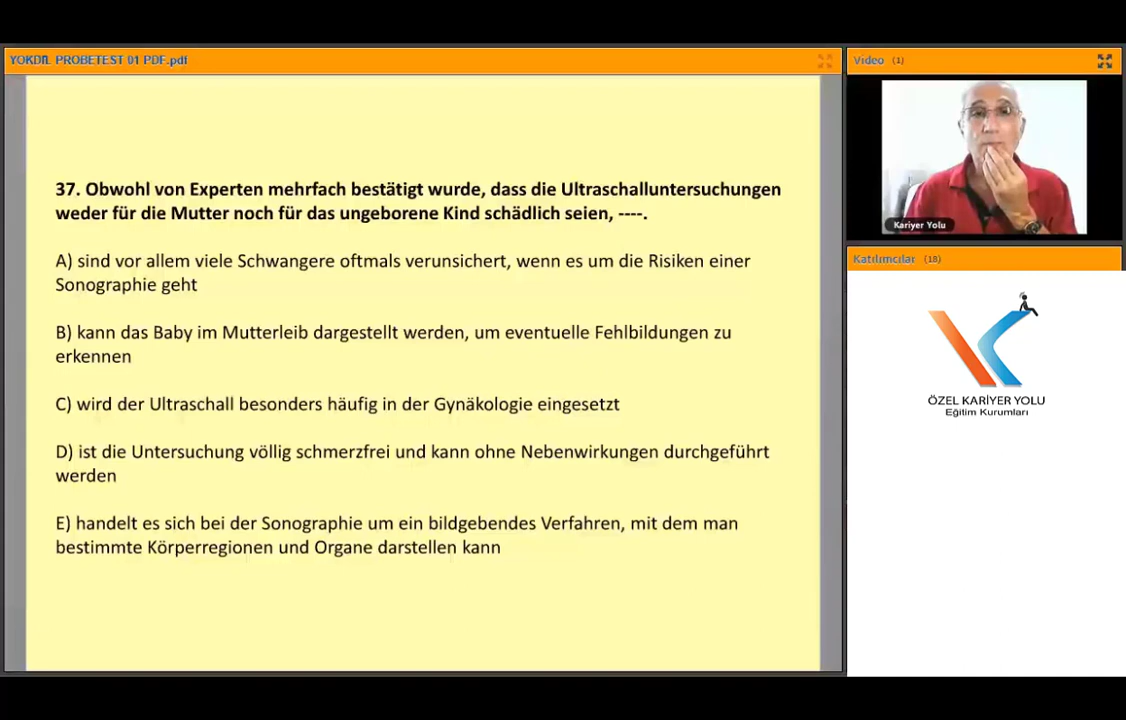 YÖKDİL PROBETEST 01 PDF.pdf
Video (1)
Kariyer Yolu
Katılımcılar (18)
37. Obwohl von Experten mehrfach bestätigt wurde, dass die Ultraschalluntersuchungen
weder für die Mutter noch für das ungeborene Kind schädlich seien, ----.
A) sind vor allem viele Schwangere oftmals verunsichert, wenn es um die Risiken einer
Sonographie geht
B) kann das Baby im Mutterleib dargestellt werden, um eventuelle Fehlbildungen zu
erkennen
C) wird der Ultraschall besonders häufig in der Gynäkologie eingesetzt
D) ist die Untersuchung völlig schmerzfrei und kann ohne Nebenwirkungen durchgeführt
werden
E) handelt es sich bei der Sonographie um ein bildgebendes Verfahren, mit dem man
bestimmte Körperregionen und Organe darstellen kann
ÖZEL KARİYER YOLU
Eğitim Kurumları